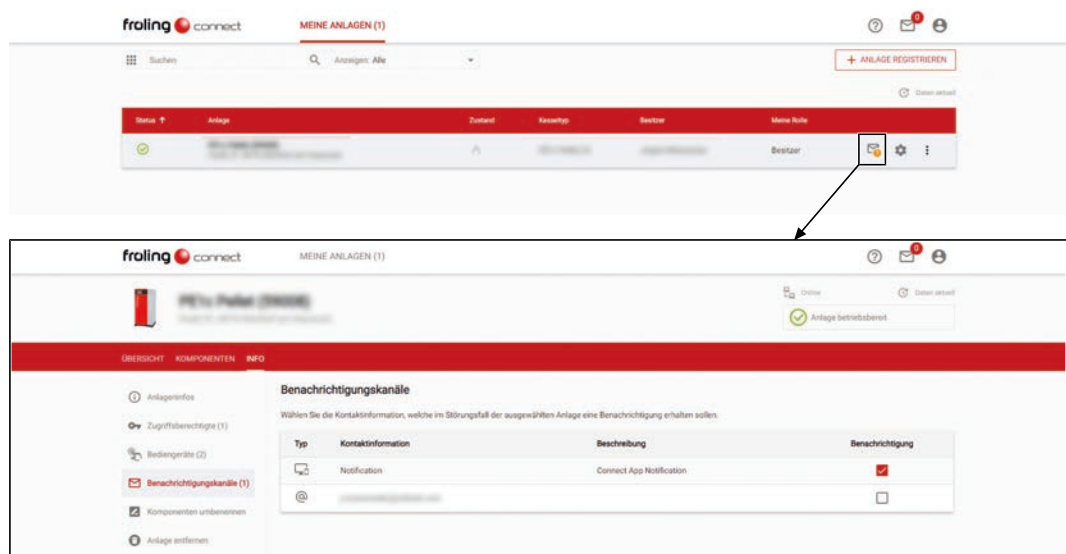 froling connect MEINE ANLAGEN (1) 0
Suchen Anzeigen: Alle + ANLAGE REGISTRIEREN
Daten aktuell
Status ↑ Anlage Zustand Kesseltyp Besitzer Meine Rolle
Besitzer
froling connect MEINE ANLAGEN (1) 0
PE1c Pellet (59008) Online Daten aktuell
Anlage betriebsbereit
ÜBERSICHT KOMPONENTEN INFO
Anlageninfos Benachrichtigungskanäle
Wählen Sie die Kontaktinformation, welche im Störungsfall der ausgewählten Anlage eine Benachrichtigung erhalten sollen.
Zugriffsberechtigte (1)
Typ Kontaktinformation Beschreibung Benachrichtigung
Bediengeräte (2)
Notification Connect App Notification
Benachrichtigungskanäle (1)
Komponenten umbenennen
Anlage entfernen